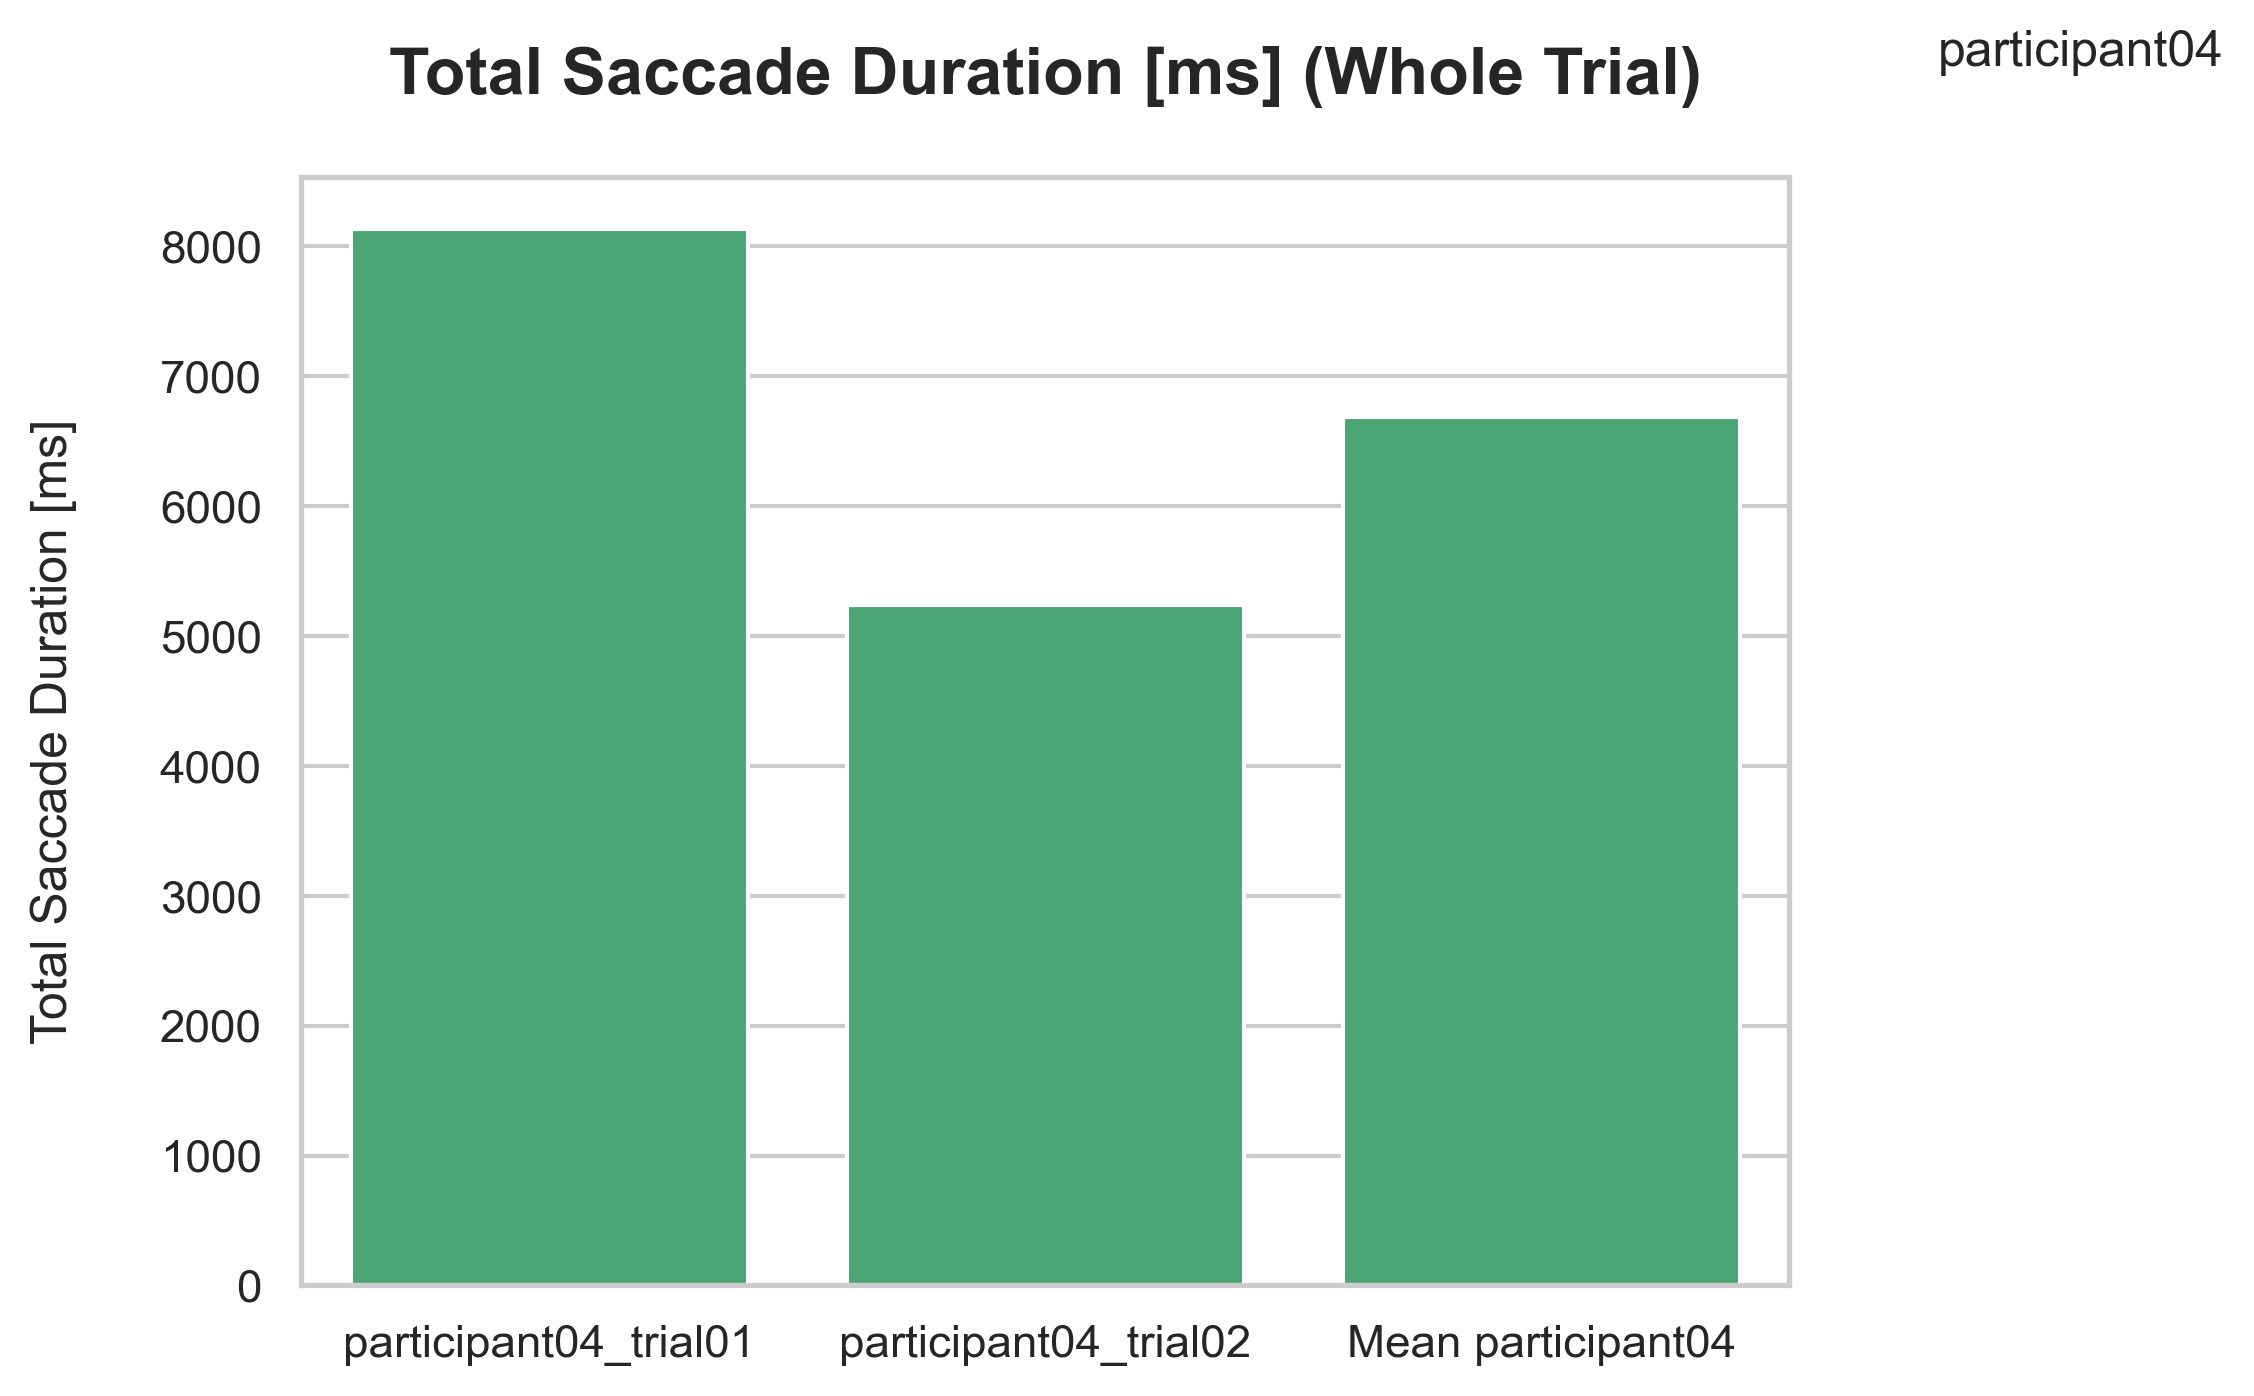 Total Saccade Duration [ms] (Whole Trial)
participant04
Total Saccade Duration [ms]
8000
7000
6000
5000
4000
3000
2000
1000
0
participant04_trial01
participant04_trial02
Mean participant04